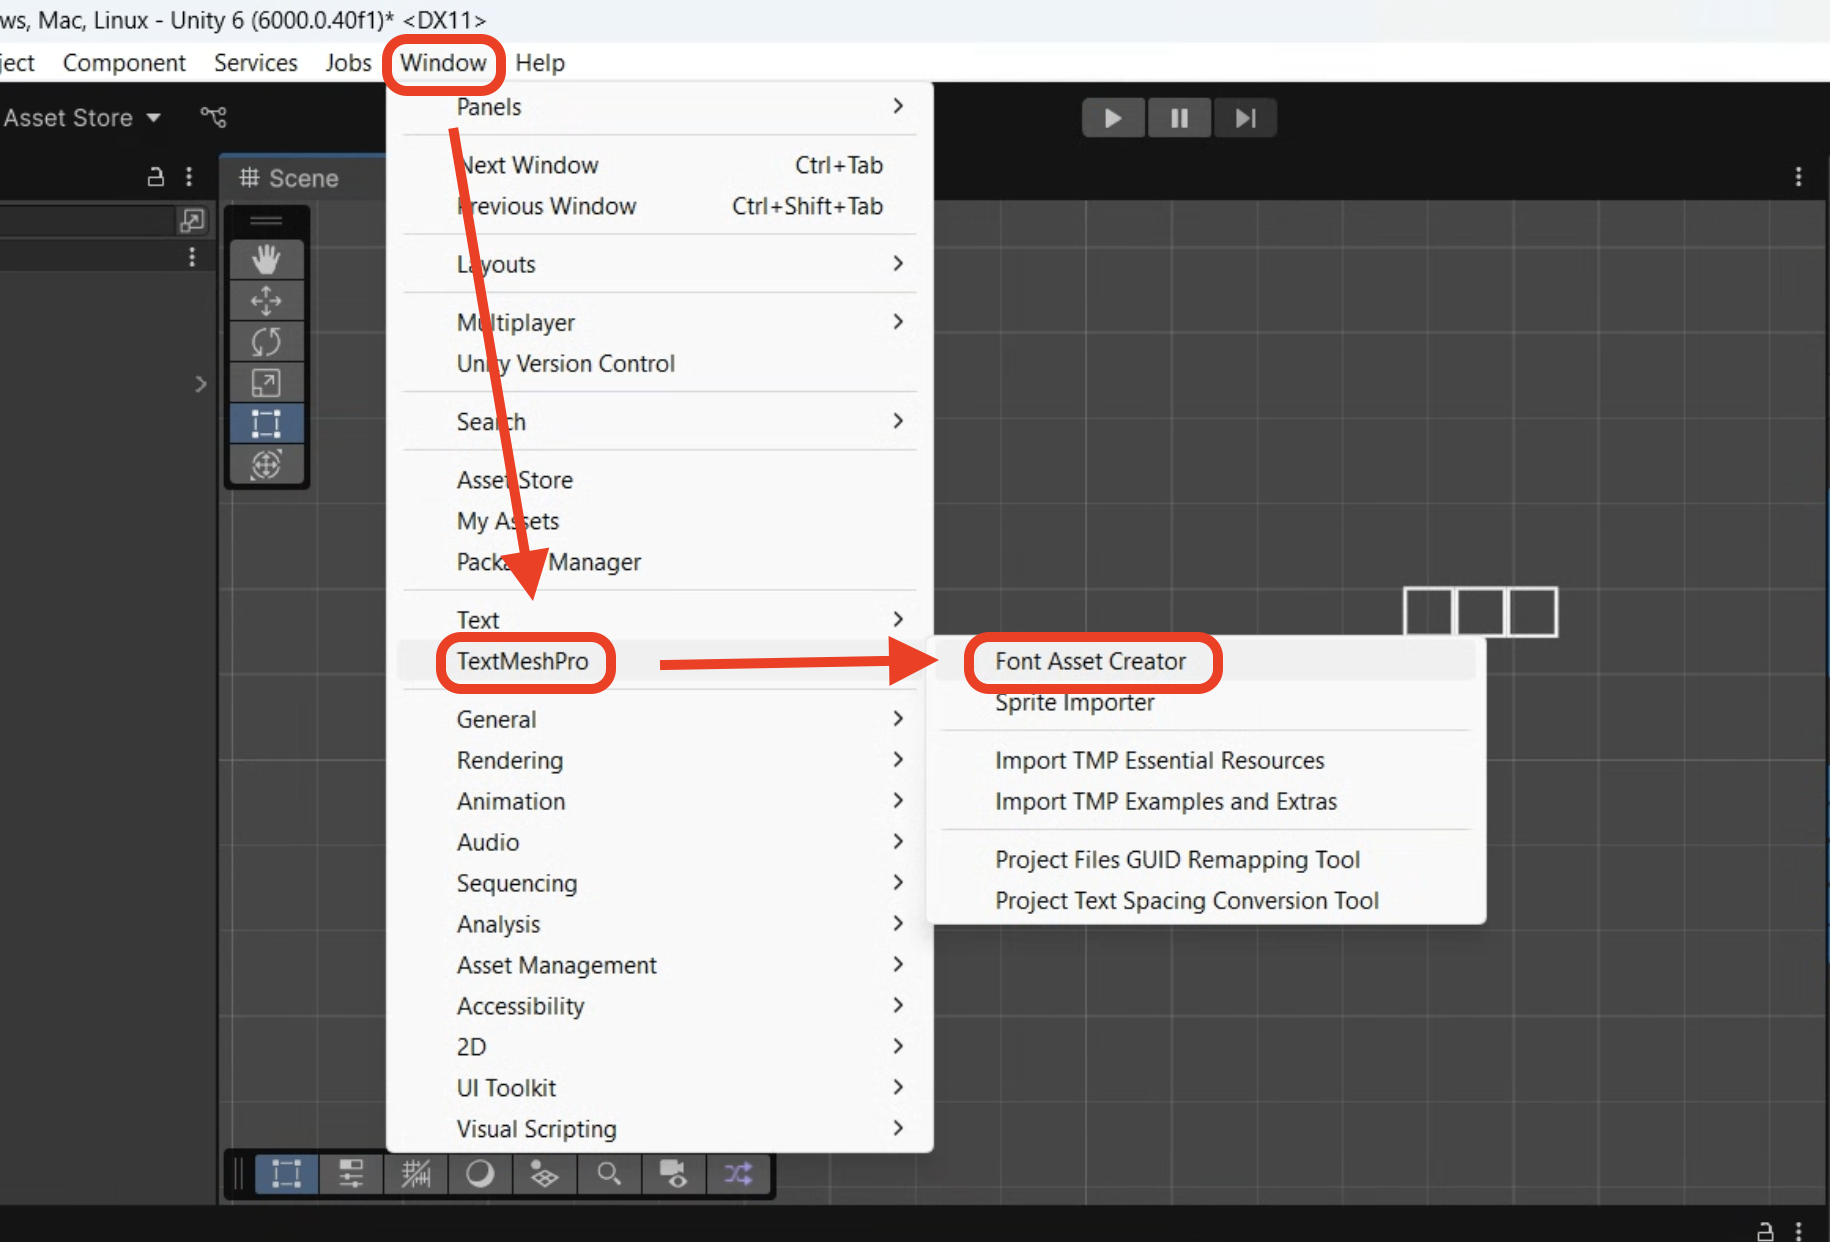 ws, Mac, Linux - Unity 6 (6000.0.40f1)* <DX11>
ject Component Services Jobs Window Help
Asset Store
Scene
Panels
Next Window Ctrl+Tab
Previous Window Ctrl+Shift+Tab
Layouts
Multiplayer
Unity Version Control
Search
Asset Store
My Assets
Package Manager
Text
TextMeshPro
General
Rendering
Animation
Audio
Sequencing
Analysis
Asset Management
Accessibility
2D
UI Toolkit
Visual Scripting
Font Asset Creator
Sprite Importer
Import TMP Essential Resources
Import TMP Examples and Extras
Project Files GUID Remapping Tool
Project Text Spacing Conversion Tool